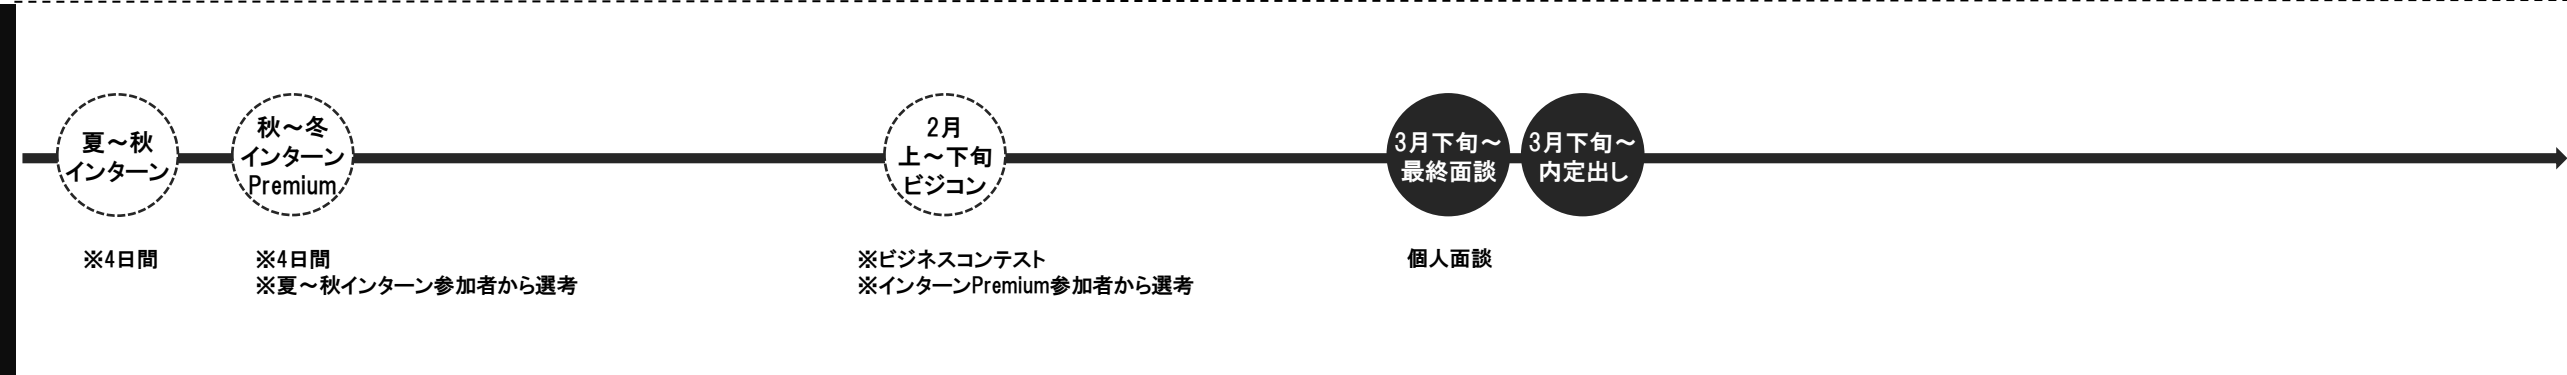 夏～秋
インターン
秋～冬
インターン
Premium
2月
上～下旬
ビジコン
3月下旬～
最終面談
3月下旬～
内定出し
※4日間
※4日間
※夏～秋インターン参加者から選考
※ビジネスコンテスト
※インターンPremium参加者から選考
個人面談